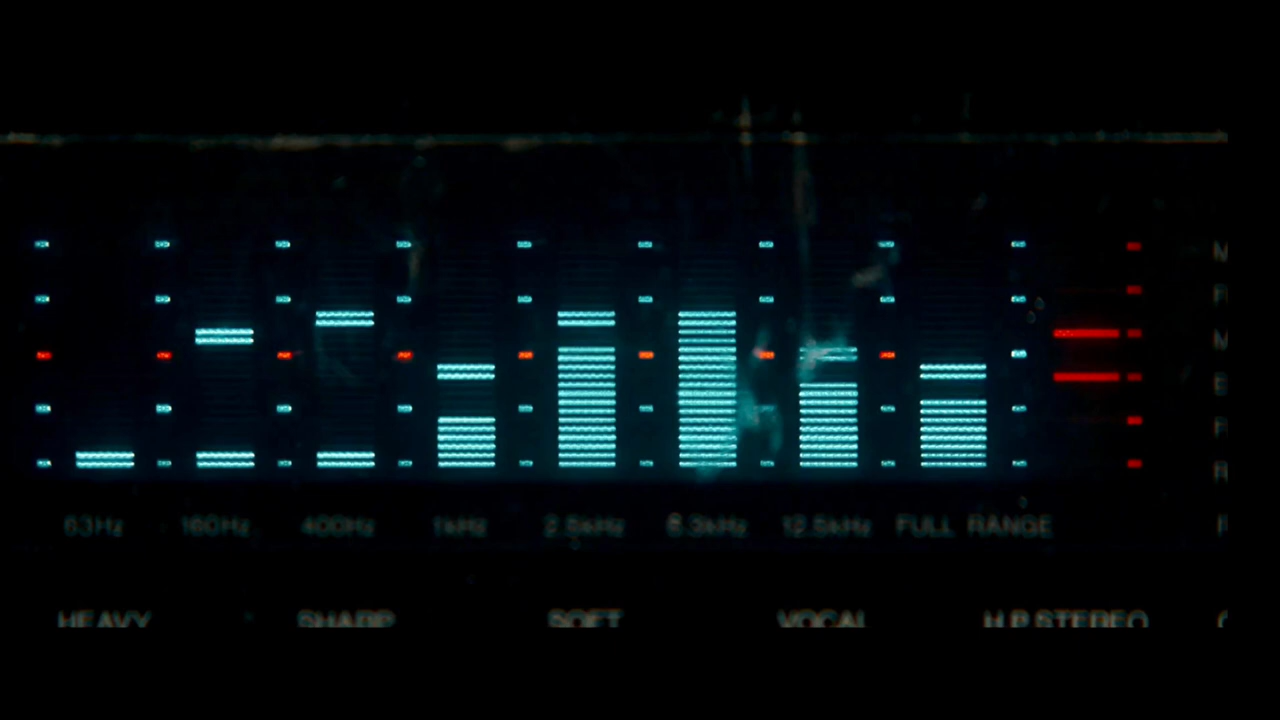 63Hz 160Hz 400Hz 1kHz 2.5kHz 6.3kHz 12.5kHz FULL RANGE
HEAVY SHARP SOFT VOCAL H.P.STEREO